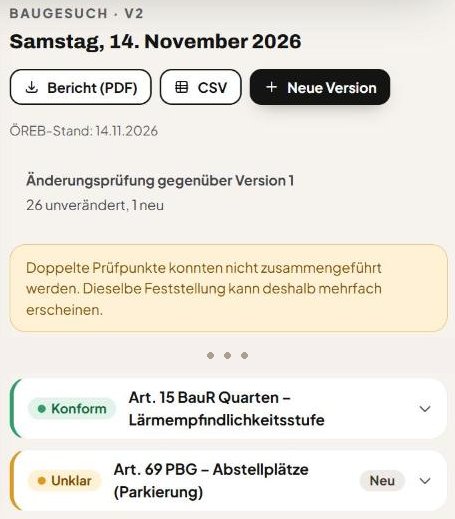 BAUGESUCH · V2
Samstag, 14. November 2026
Bericht (PDF)
CSV
Neue Version
ÖREB-Stand: 14.11.2026
Änderungsprüfung gegenüber Version 1
26 unverändert, 1 neu
Doppelte Prüfpunkte konnten nicht zusammengeführt
werden. Dieselbe Feststellung kann deshalb mehrfach
erscheinen.
Konform
Art. 15 BauR Quarten –
Lärmempfindlichkeitsstufe
Unklar
Art. 69 PBG – Abstellplätze
(Parkierung)
Neu